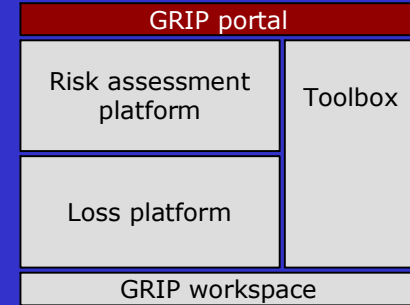 GRIP portal
Risk assessment
platform
Toolbox
Loss platform
GRIP workspace